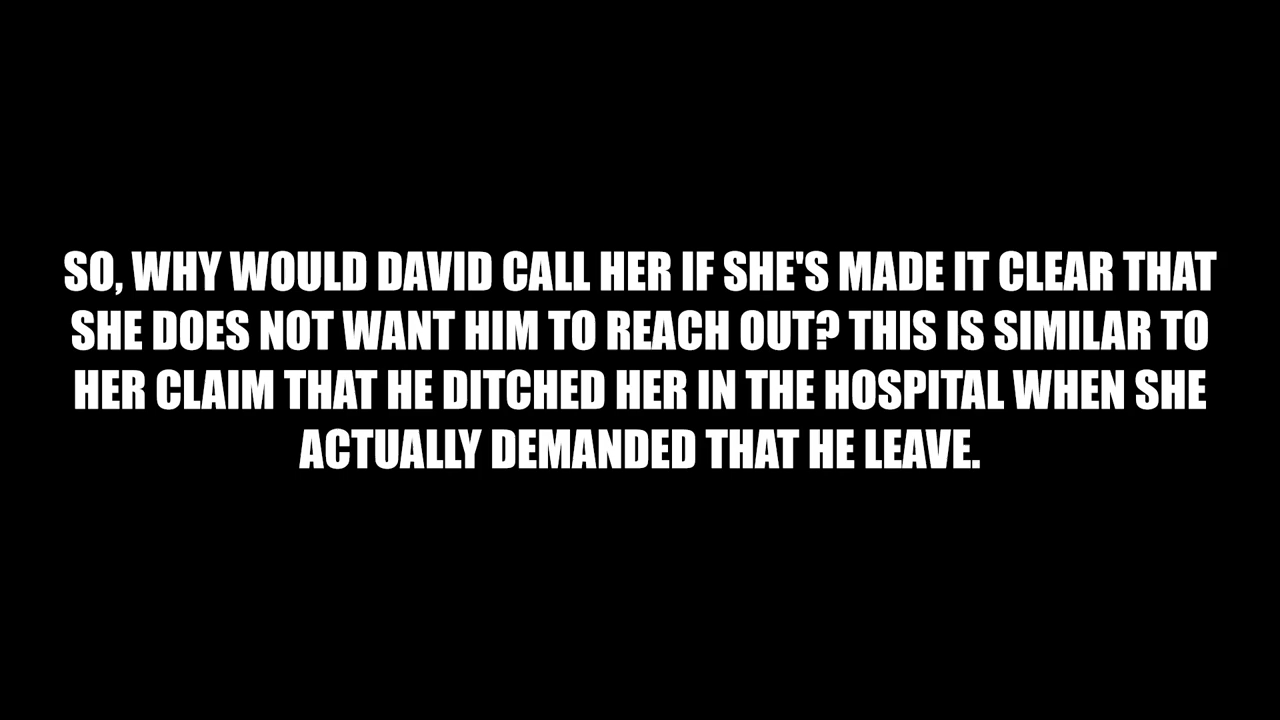 SO, WHY WOULD DAVID CALL HER IF SHE'S MADE IT CLEAR THAT
SHE DOES NOT WANT HIM TO REACH OUT? THIS IS SIMILAR TO
HER CLAIM THAT HE DITCHED HER IN THE HOSPITAL WHEN SHE
ACTUALLY DEMANDED THAT HE LEAVE.